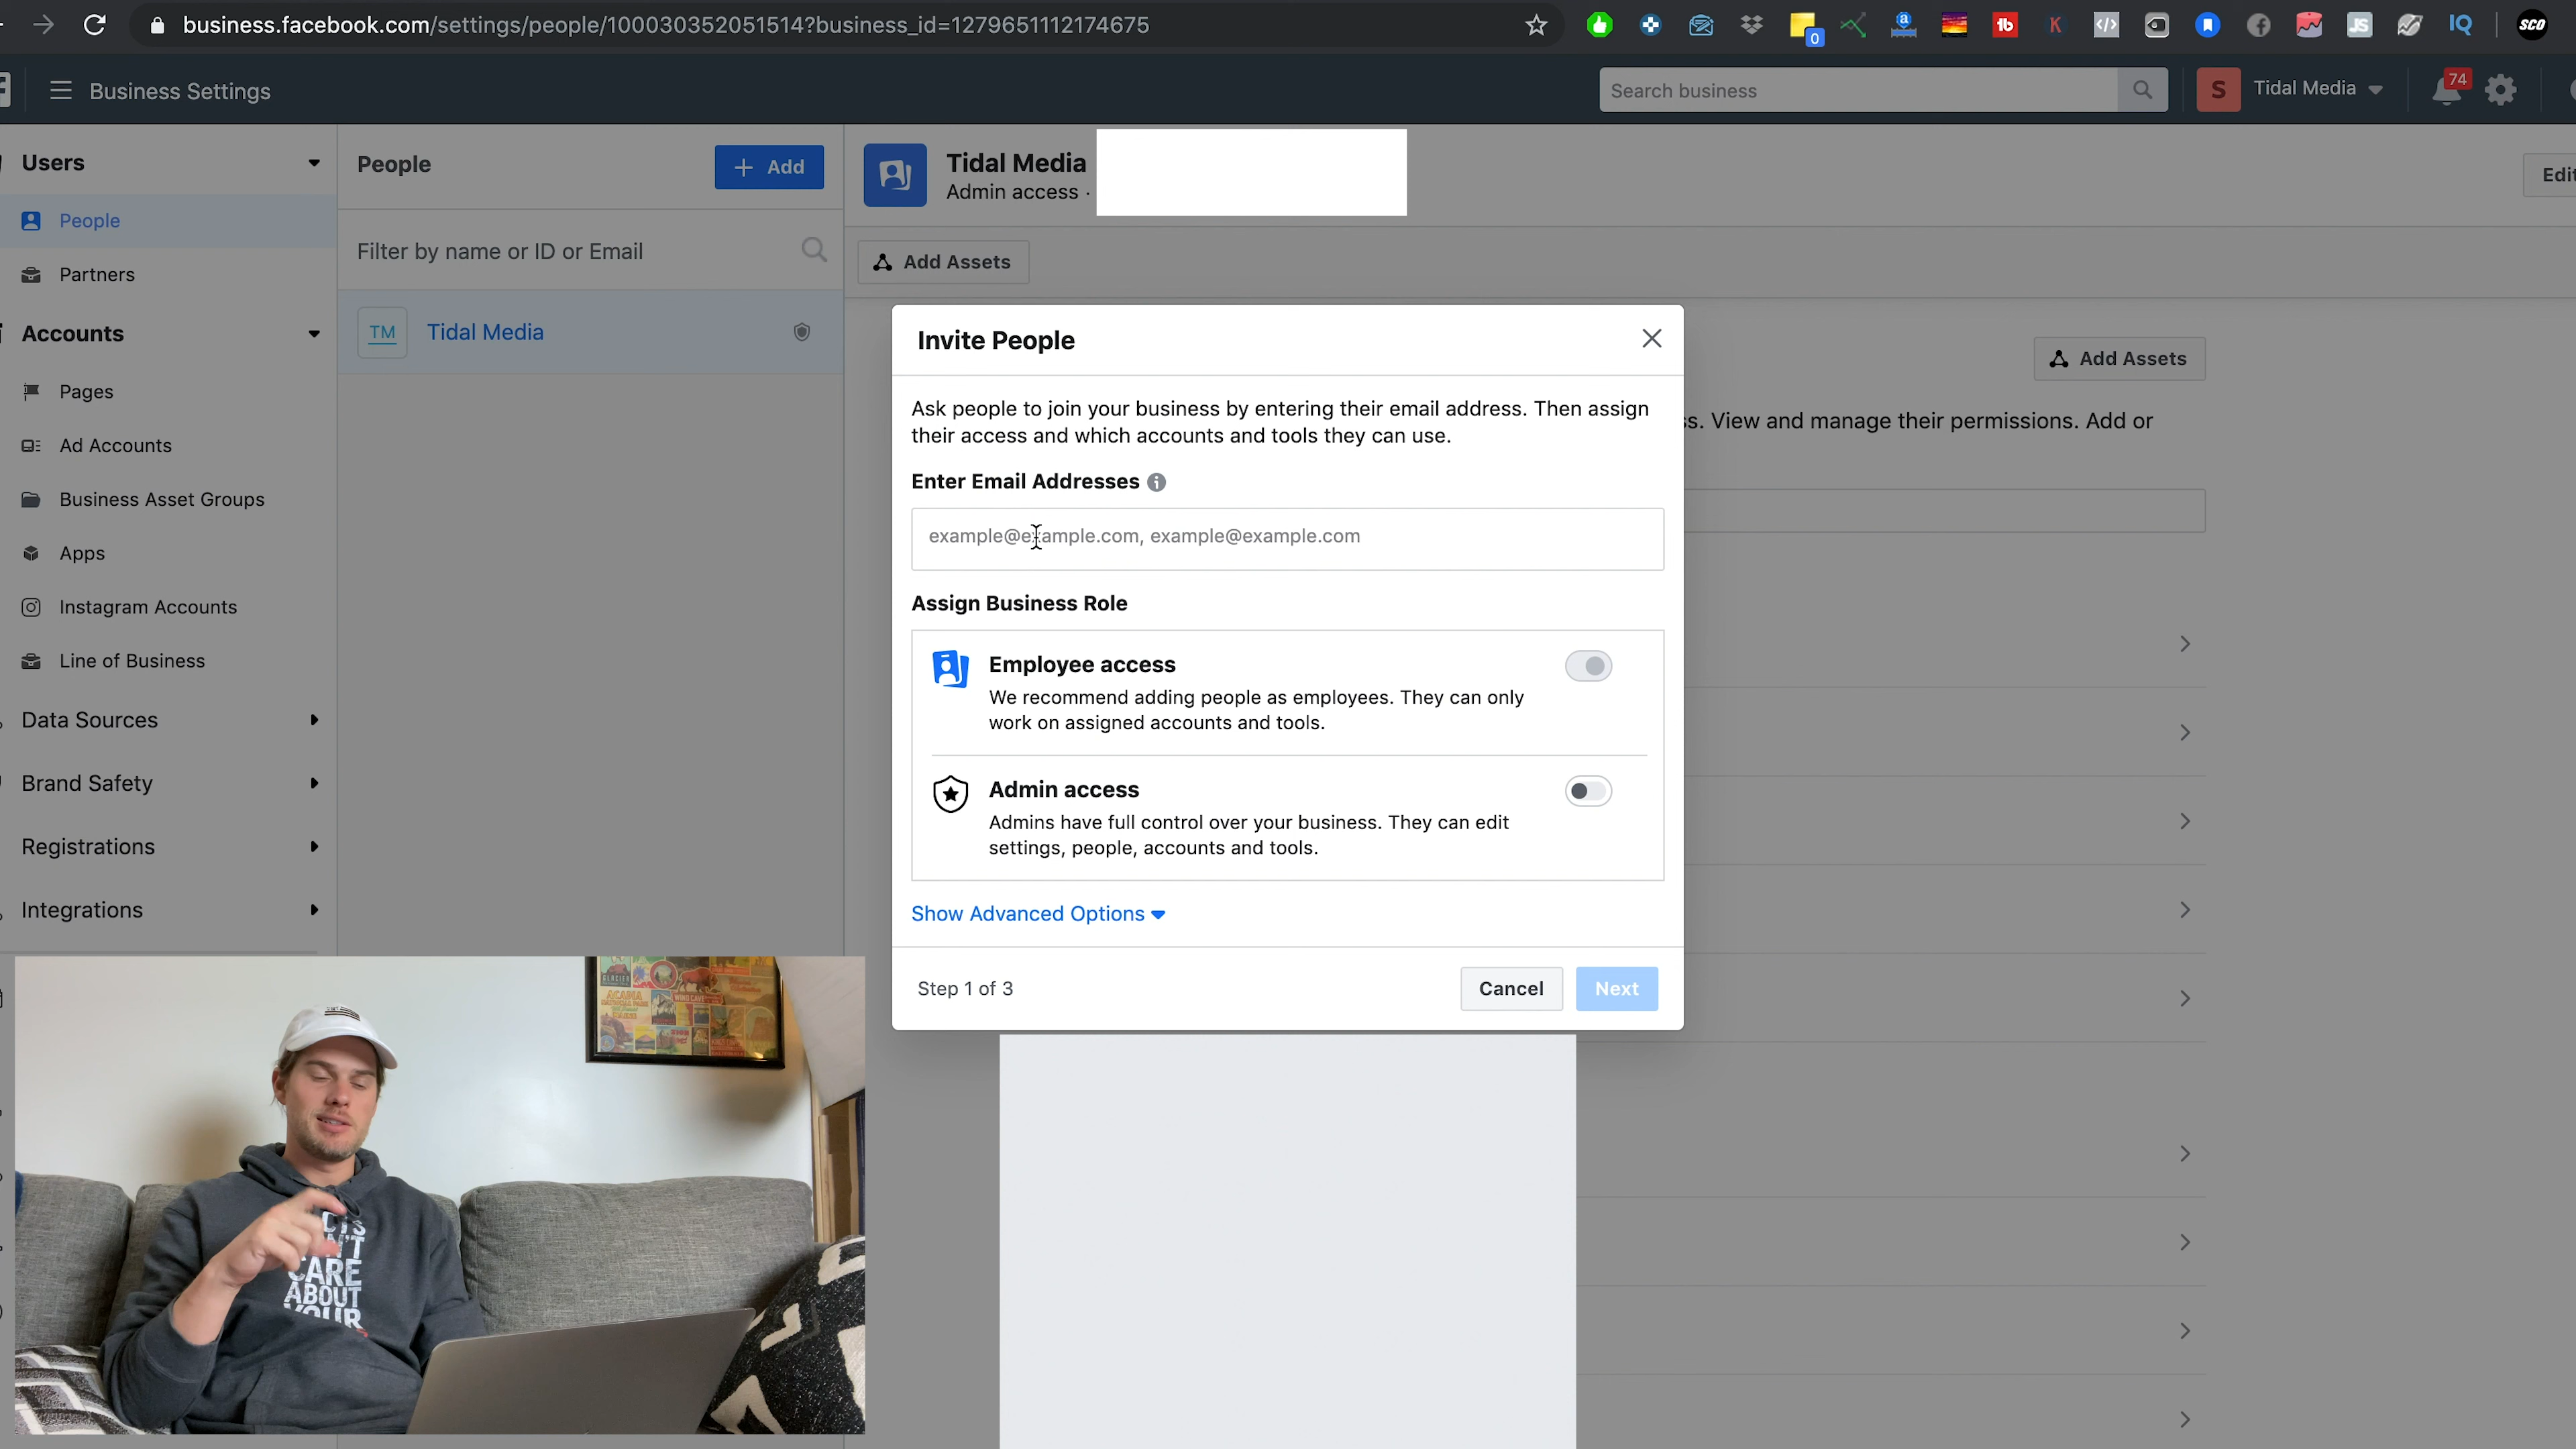 business.facebook.com/settings/people/100030352051514?business_id=1279651112174675
0
tb
K
JS
IQ
SCO
Business Settings
Search business
S
Tidal Media
74
Users
People
Partners
Accounts
Pages
Ad Accounts
Business Asset Groups
Apps
Instagram Accounts
Line of Business
Data Sources
Brand Safety
Registrations
Integrations
People
+ Add
Filter by name or ID or Email
TM
Tidal Media
Tidal Media
Admin access ·
Edit
Add Assets
Add Assets
ss. View and manage their permissions. Add or
Invite People
Ask people to join your business by entering their email address. Then assign
their access and which accounts and tools they can use.
Enter Email Addresses
example@example.com, example@example.com
Assign Business Role
Employee access
We recommend adding people as employees. They can only
work on assigned accounts and tools.
Admin access
Admins have full control over your business. They can edit
settings, people, accounts and tools.
Show Advanced Options
Step 1 of 3
Cancel
Next
CARE
ABOUT
YOUR